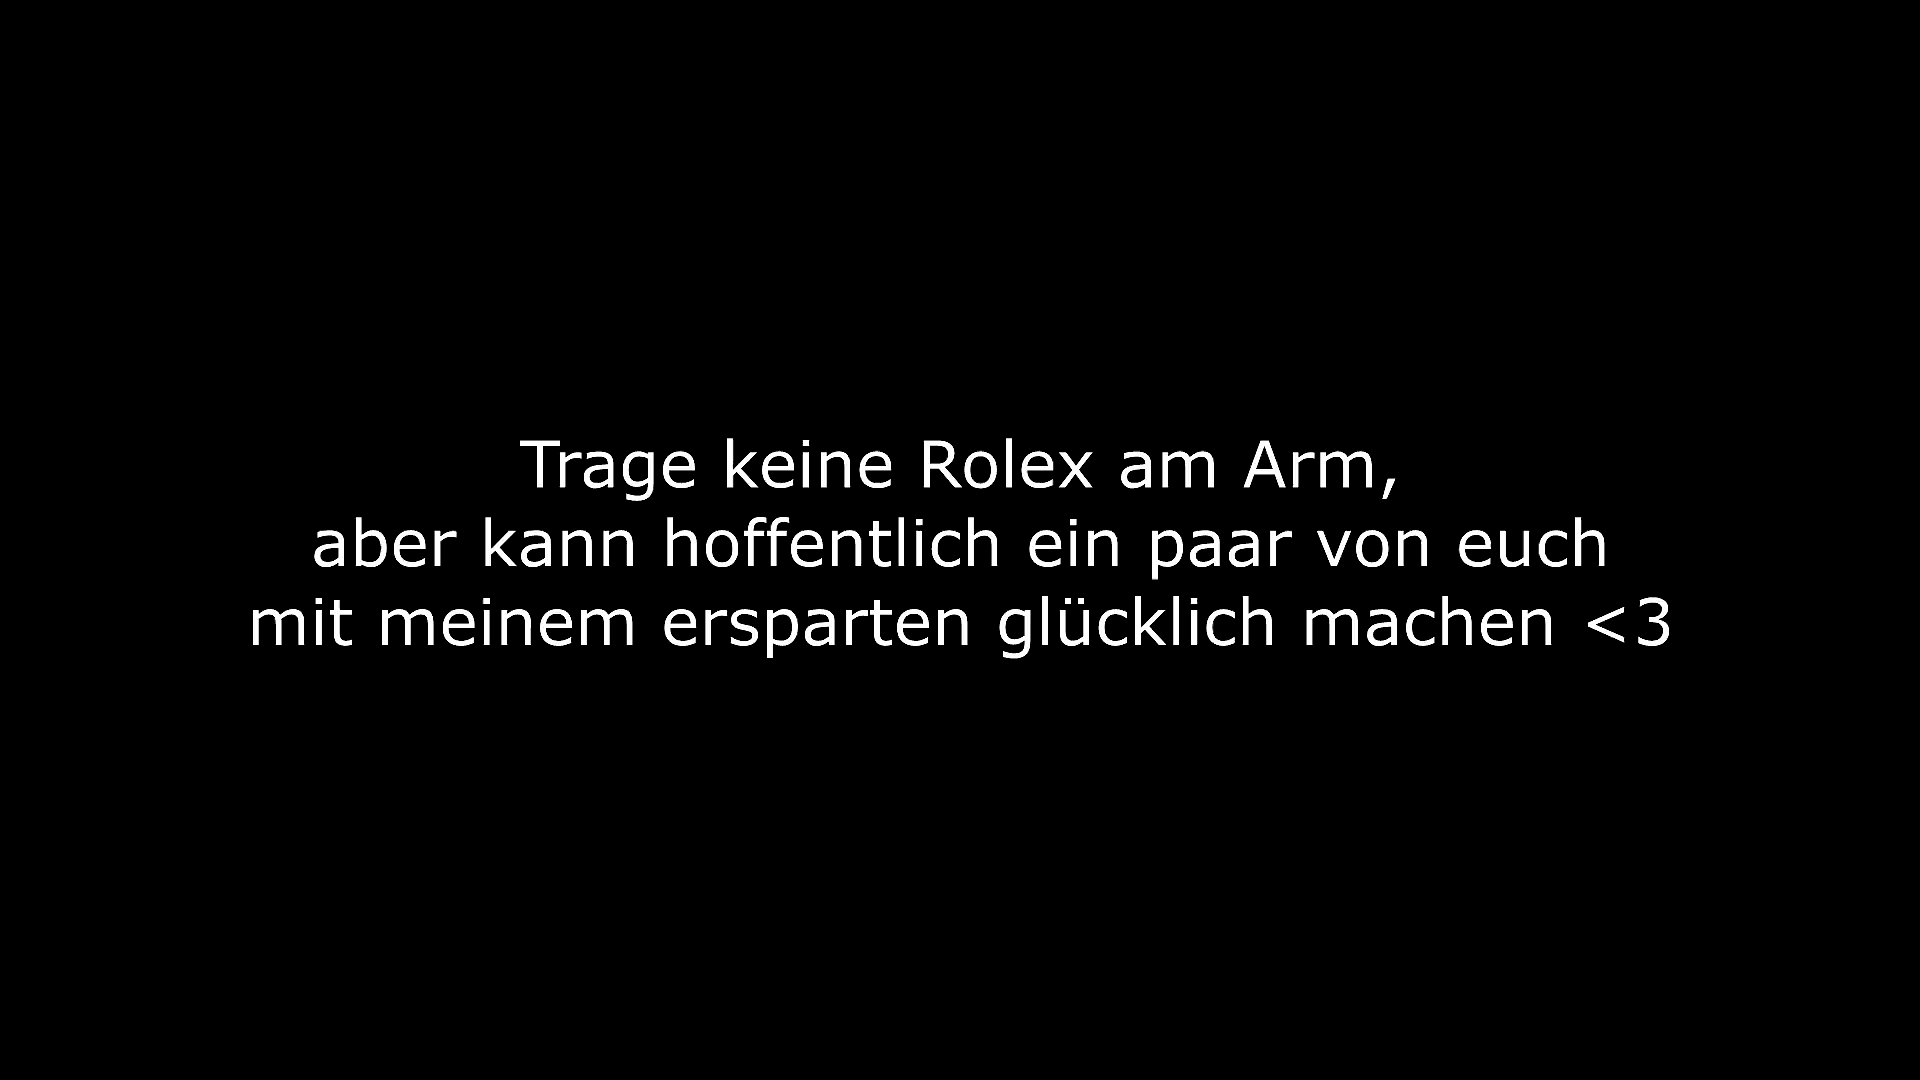 Trage keine Rolex am Arm,
aber kann hoffentlich ein paar von euch
mit meinem ersparten glücklich machen <3